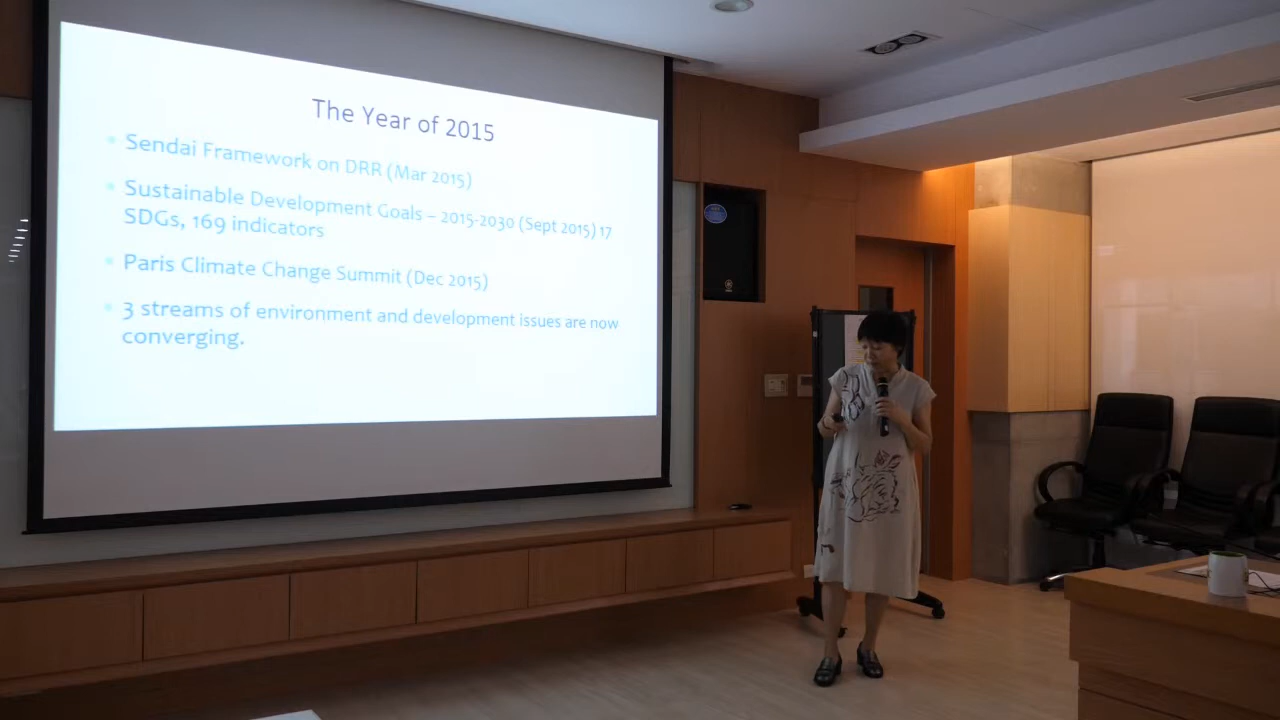 The Year of 2015
Sendai Framework on DRR (Mar 2015)
Sustainable Development Goals – 2015-2030 (Sept 2015) 17
SDGs, 169 indicators
Paris Climate Change Summit (Dec 2015)
3 streams of environment and development issues are now
converging.